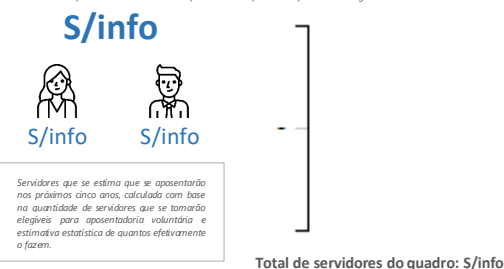 S/info
S/info S/info
Servidores que se estima que se aposentarão
nos próximos cinco anos, calculada com base
na quantidade de servidores que se tornarão
elegíveis para aposentadoria voluntária e
estimativa estatística de quantos efetivamente
o fazem.
-
Total de servidores do quadro: S/info